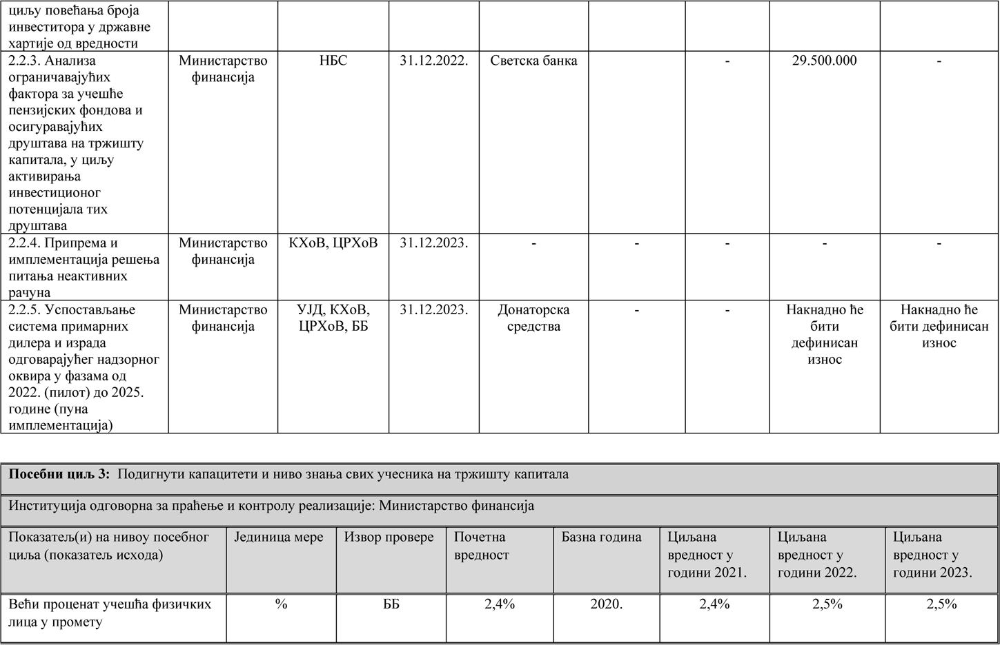 циљу повећања броја
инвеститора у државне
хартије од вредности
2.2.3. Анализа
ограничавајућих
фактора за учешће
пензијских фондова и
осигуравајућих
друштава на тржишту
капитала, у циљу
активирања
инвестиционог
потенцијала тих
друштава
Министарство
финансија
НБС
31.12.2022.
Светска банка
-
29.500.000
-
2.2.4. Припрема и
имплементација решења
питања неактивних
рачуна
Министарство
финансија
КХоВ, ЦРХоВ
31.12.2023.
-
-
-
-
-
2.2.5. Успостављање
система примарних
дилера и израда
одговарајућег надзорног
оквира у фазама од
2022. (пилот) до 2025.
године (пуна
имплементација)
Министарство
финансија
УЈД, КХоВ,
ЦРХоВ, ББ
31.12.2023.
Донаторска
средства
-
-
Накнадно ће
бити
дефинисан
износ
Накнадно ће
бити дефинисан
износ
Посебни циљ 3: Подигнути капацитети и ниво знања свих учесника на тржишту капитала
Институција одговорна за праћење и контролу реализације: Министарство финансија
Показатељ(и) на нивоу посебног
циља (показатељ исхода)
Јединица мере
Извор провере
Почетна
вредност
Базна година
Циљана
вредност у
години 2021.
Циљана
вредност у
години 2022.
Циљана
вредност у
години 2023.
Већи проценат учешћа физичких
лица у промету
%
ББ
2,4%
2020.
2,4%
2,5%
2,5%